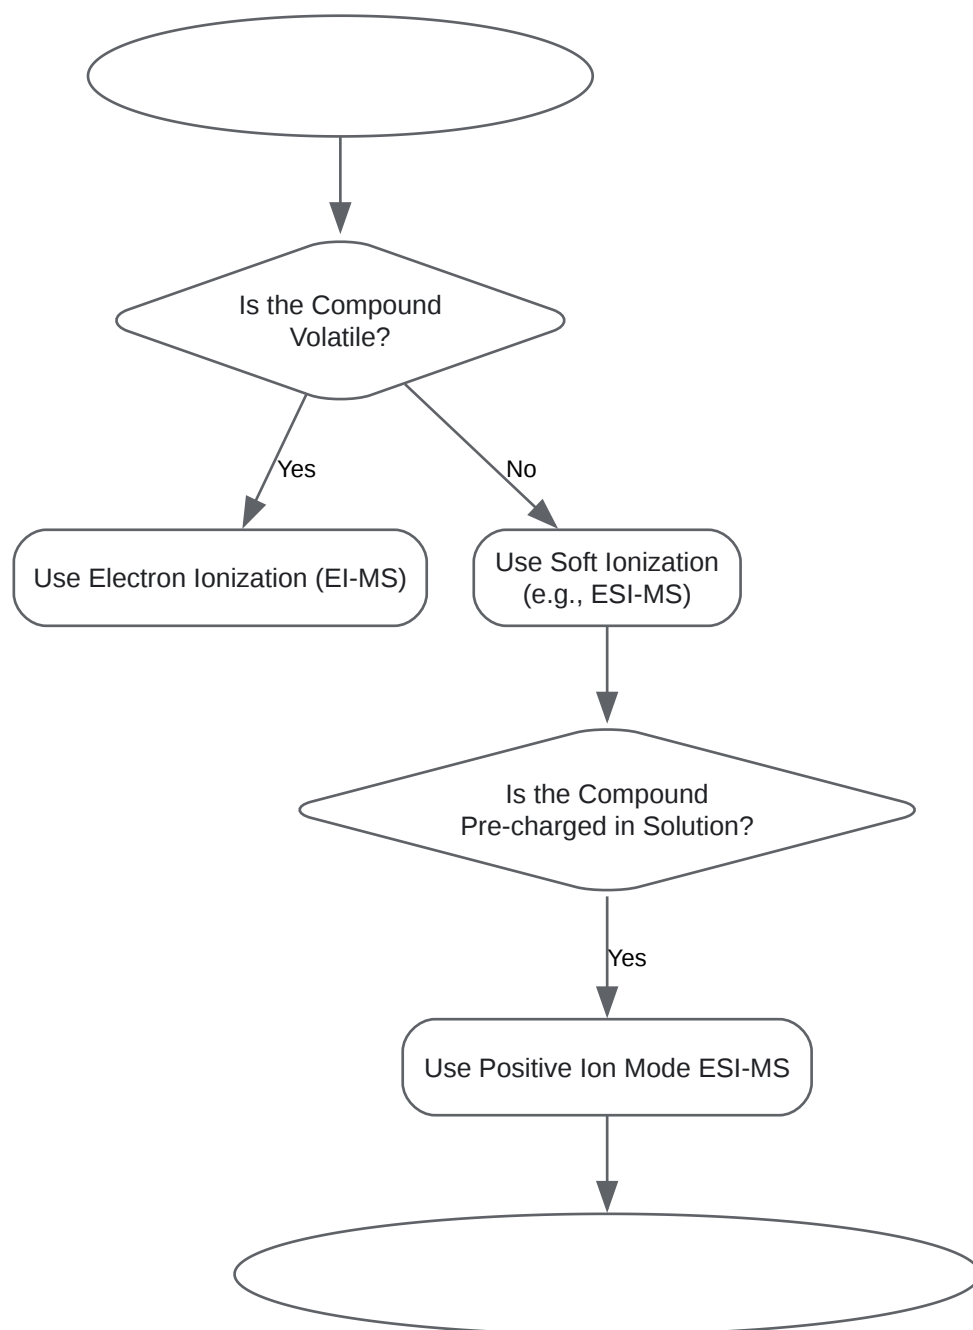 Is the Compound
Volatile?
Yes
No
Use Electron Ionization (EI-MS)
Use Soft Ionization
(e.g., ESI-MS)
Is the Compound
Pre-charged in Solution?
Yes
Use Positive Ion Mode ESI-MS